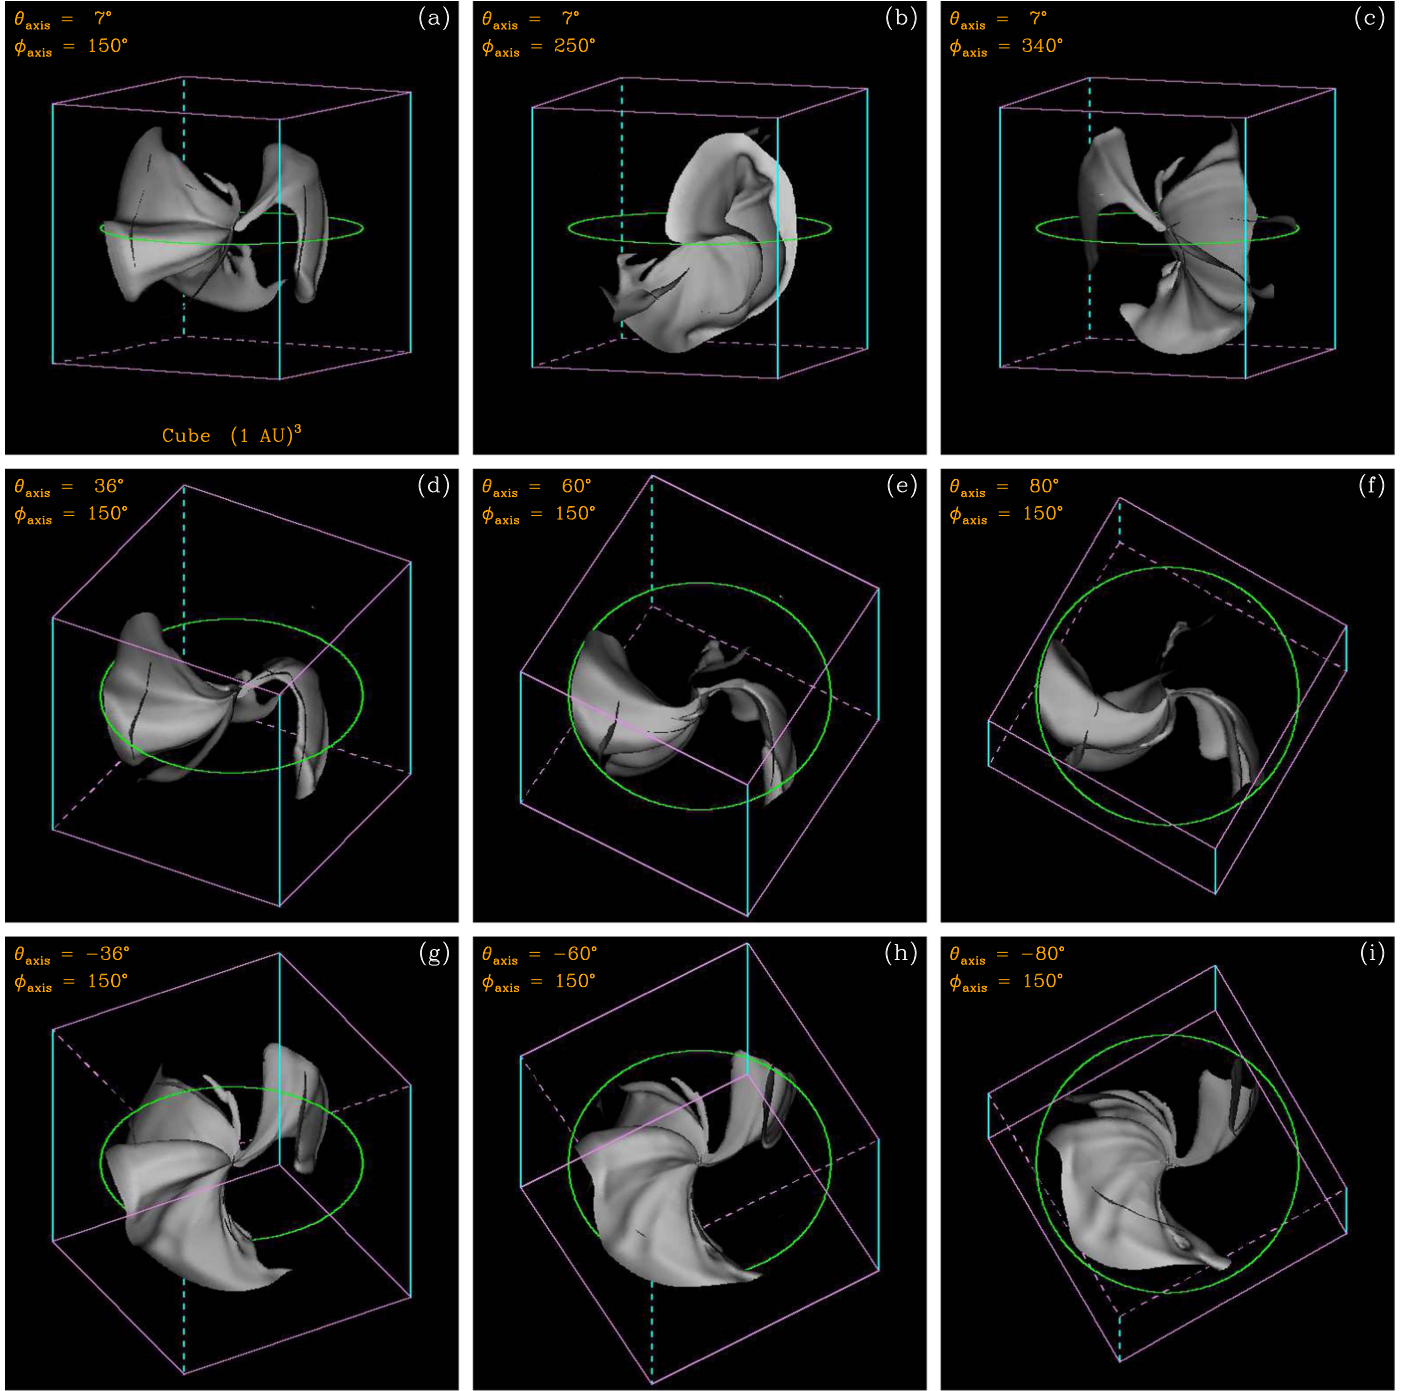 θaxis = 7°
ϕaxis = 150°
(a)
Cube (1 AU)³
θaxis = 7°
ϕaxis = 250°
(b)
θaxis = 7°
ϕaxis = 340°
(c)
θaxis = 36°
ϕaxis = 150°
(d)
θaxis = 60°
ϕaxis = 150°
(e)
θaxis = 80°
ϕaxis = 150°
(f)
θaxis = −36°
ϕaxis = 150°
(g)
θaxis = −60°
ϕaxis = 150°
(h)
θaxis = −80°
ϕaxis = 150°
(i)